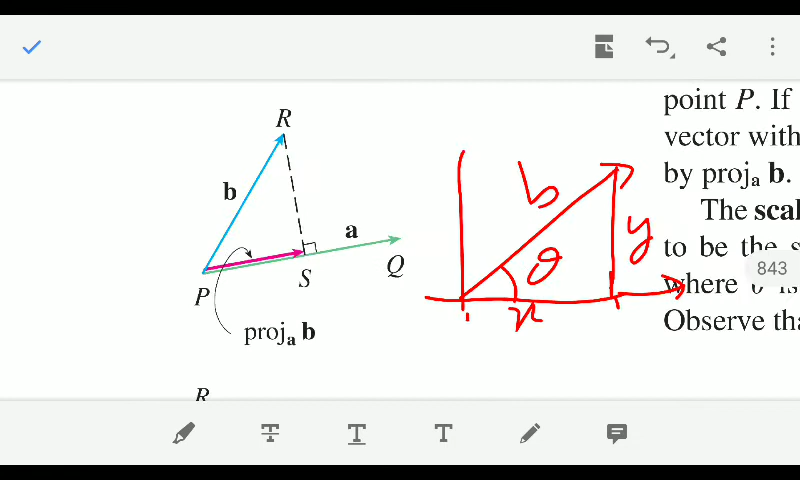 point P. If
vector with
by projₐ b.
The scal
to be the s
843
where θ is
Observe tha
R
b
a
Q
P
S
projₐ b
b
θ
y
x
R